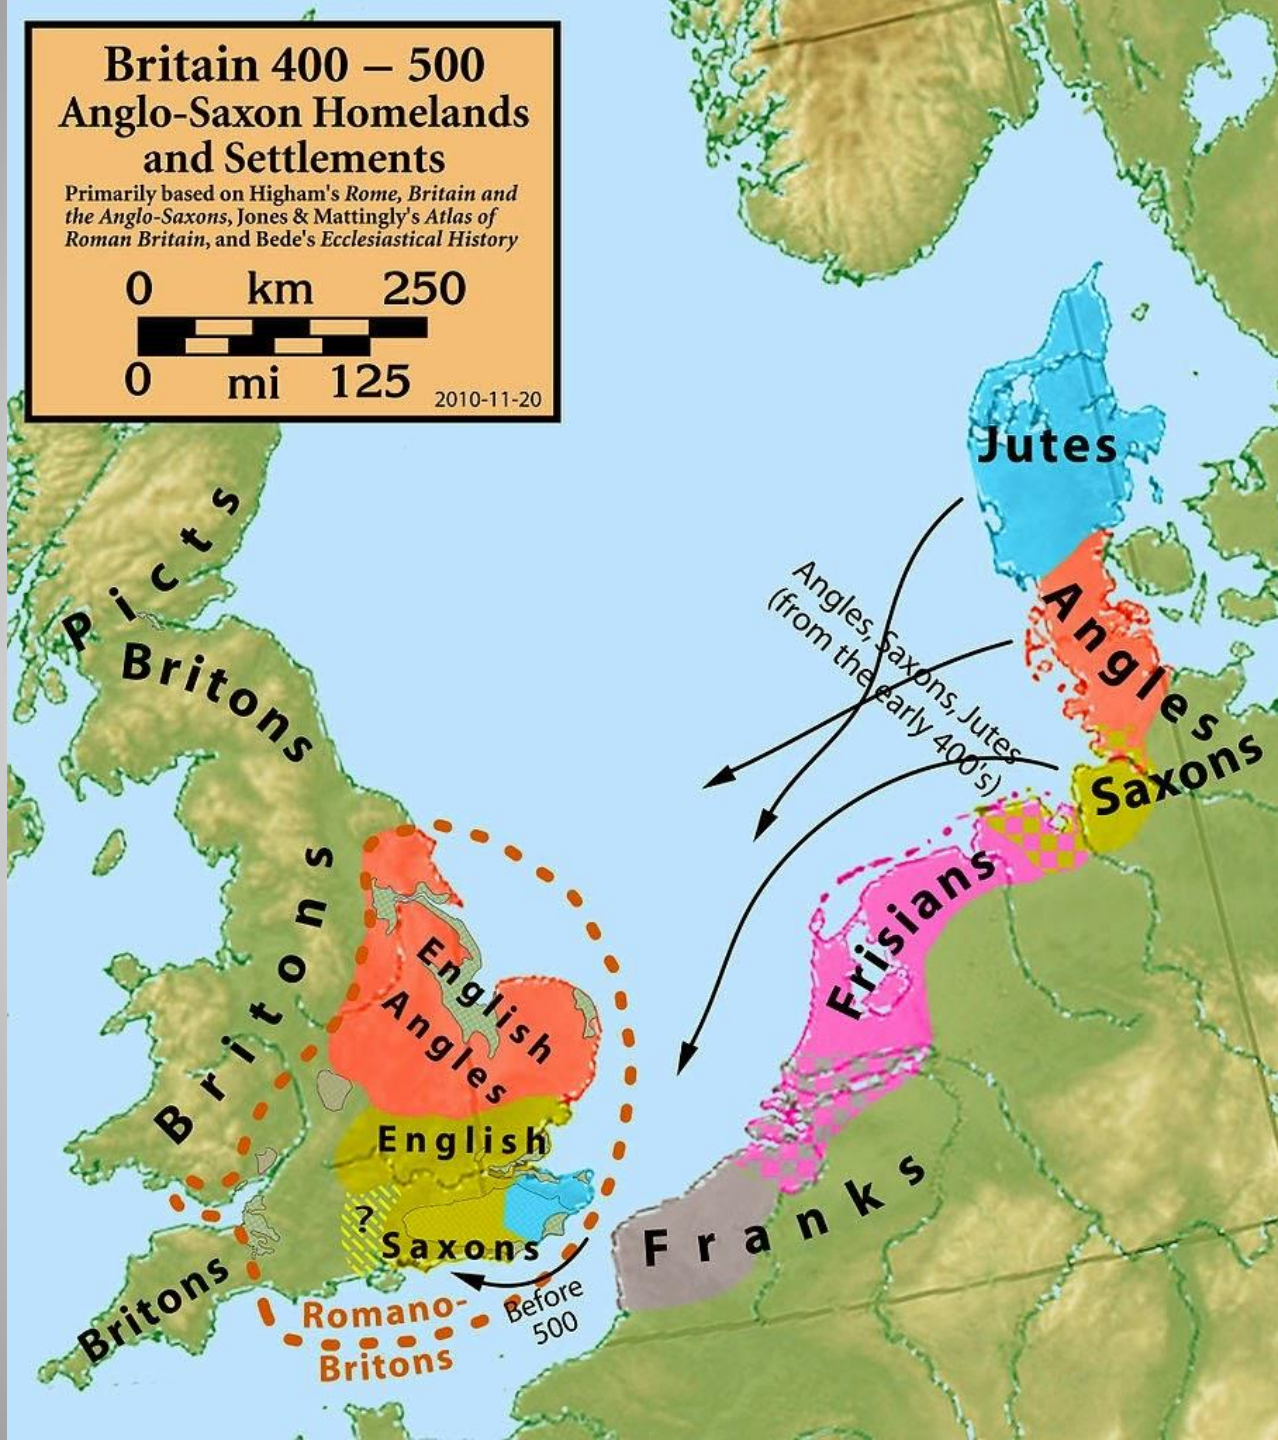 Britain 400 – 500
Anglo-Saxon Homelands
and Settlements
Primarily based on Higham's Rome, Britain and
the Anglo-Saxons, Jones & Mattingly's Atlas of
Roman Britain, and Bede's Ecclesiastical History
0 km 250
0 mi 125
2010-11-20
Jutes
Picts
Angles, Saxons, Jutes
(from the early 400's)
Angles
Britons
Saxons
Britons
Frisians
English
Angles
English
?
Saxons
Franks
Britons
Before
500
Romano-
Britons